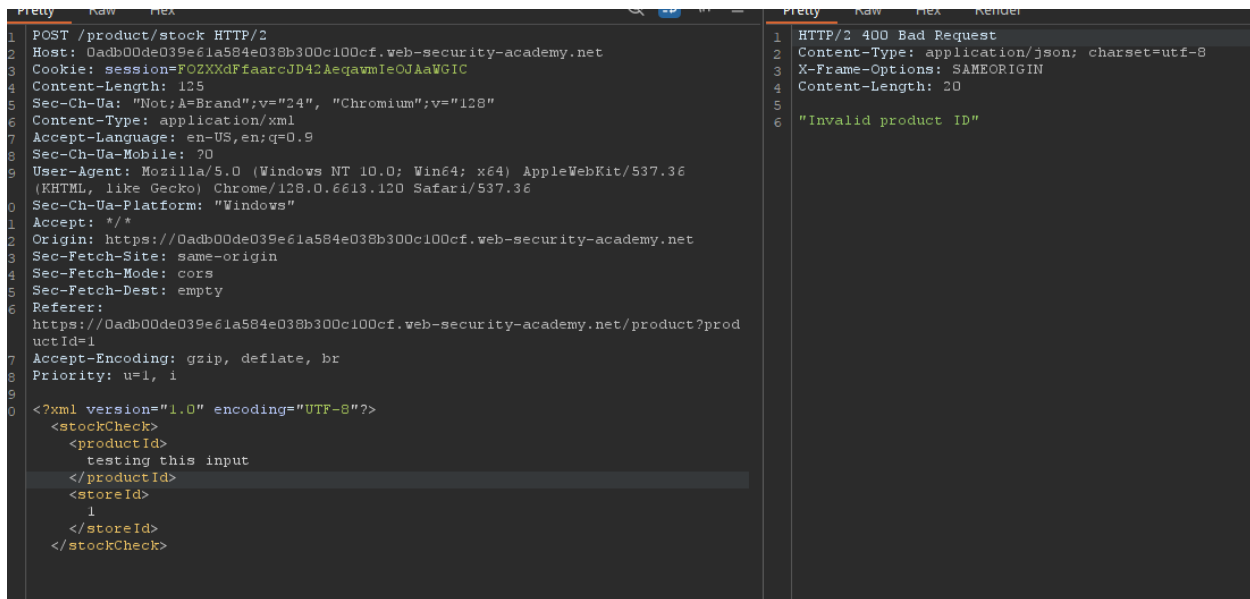 Pretty Raw Hex
1 POST /product/stock HTTP/2
2 Host: 0adb00de039e61a584e038b300c100cf.web-security-academy.net
3 Cookie: session=FOZXXdFfaarcJD42AeqawmIeOJAaWGIC
4 Content-Length: 125
5 Sec-Ch-Ua: "Not;A=Brand";v="24", "Chromium";v="128"
6 Content-Type: application/xml
7 Accept-Language: en-US,en;q=0.9
8 Sec-Ch-Ua-Mobile: ?0
9 User-Agent: Mozilla/5.0 (Windows NT 10.0; Win64; x64) AppleWebKit/537.36
(KHTML, like Gecko) Chrome/128.0.6613.120 Safari/537.36
0 Sec-Ch-Ua-Platform: "Windows"
1 Accept: */*
2 Origin: https://0adb00de039e61a584e038b300c100cf.web-security-academy.net
3 Sec-Fetch-Site: same-origin
4 Sec-Fetch-Mode: cors
5 Sec-Fetch-Dest: empty
6 Referer:
https://0adb00de039e61a584e038b300c100cf.web-security-academy.net/product?prod
uctId=1
7 Accept-Encoding: gzip, deflate, br
8 Priority: u=1, i
9
0 <?xml version="1.0" encoding="UTF-8"?>
<stockCheck>
<productId>
testing this input
</productId>
<storeId>
1
</storeId>
</stockCheck>
Pretty Raw Hex Render
1 HTTP/2 400 Bad Request
2 Content-Type: application/json; charset=utf-8
3 X-Frame-Options: SAMEORIGIN
4 Content-Length: 20
5
6 "Invalid product ID"